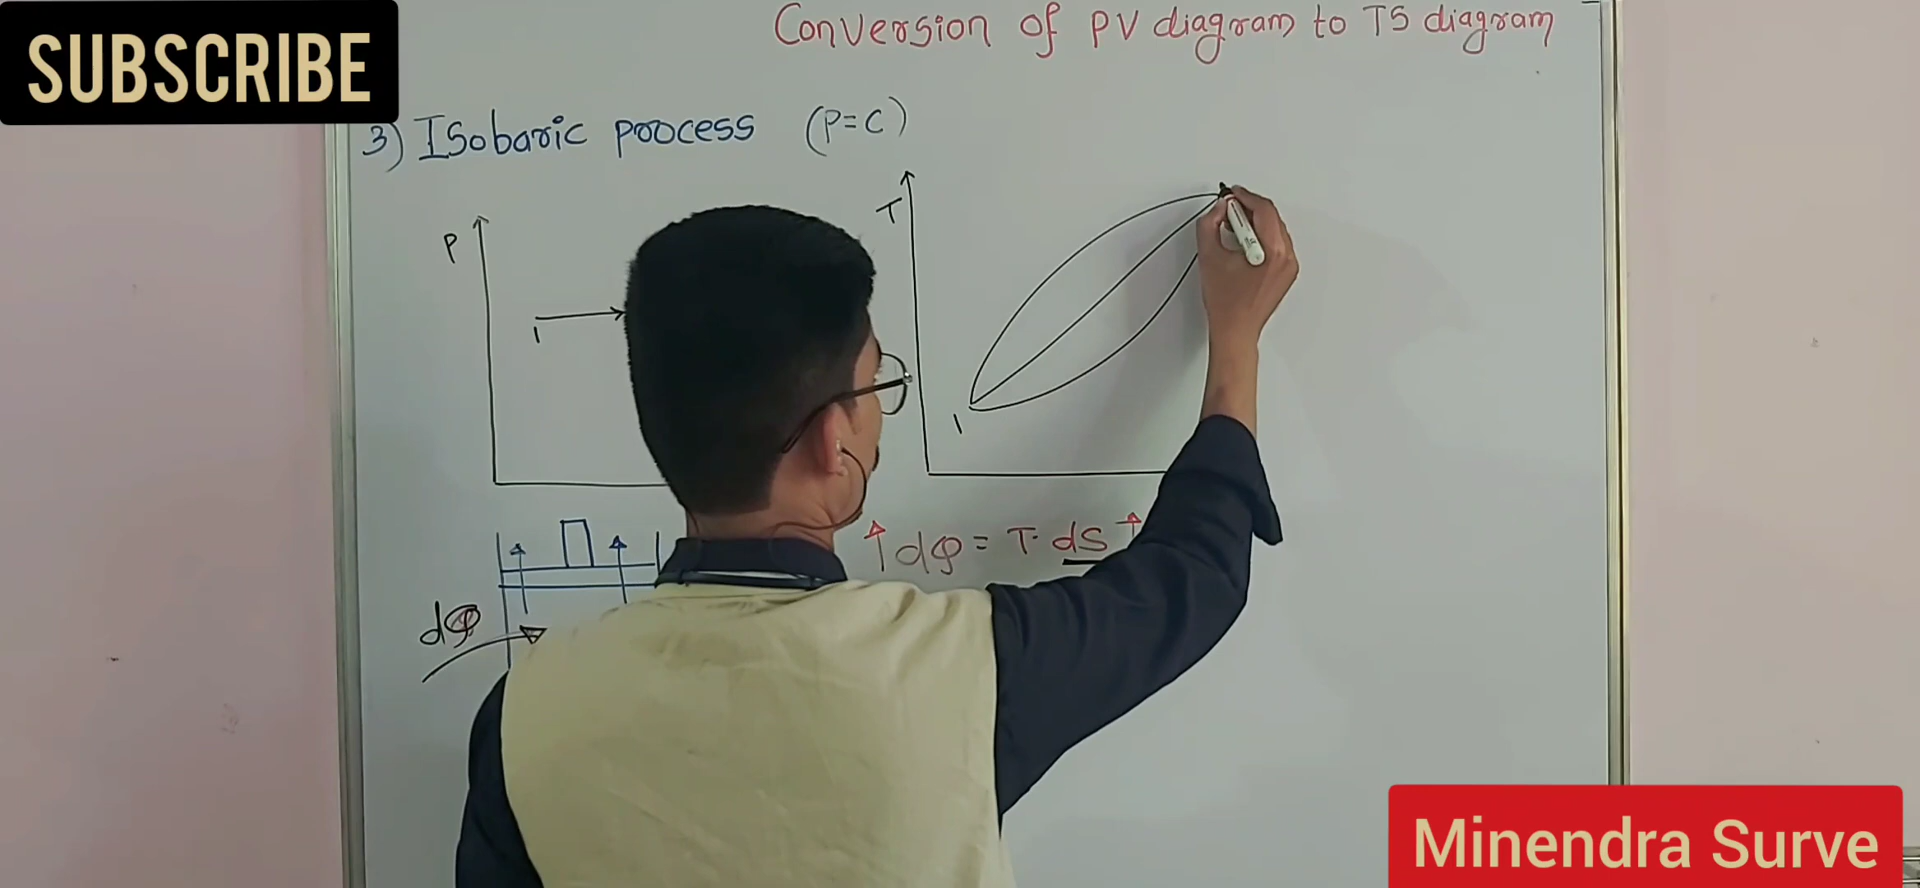 SUBSCRIBE
Conversion of PV diagram to TS diagram
3) Isobaric process (P=C)
P
1
T
1
dφ = T. ds
dφ
Minendra Surve